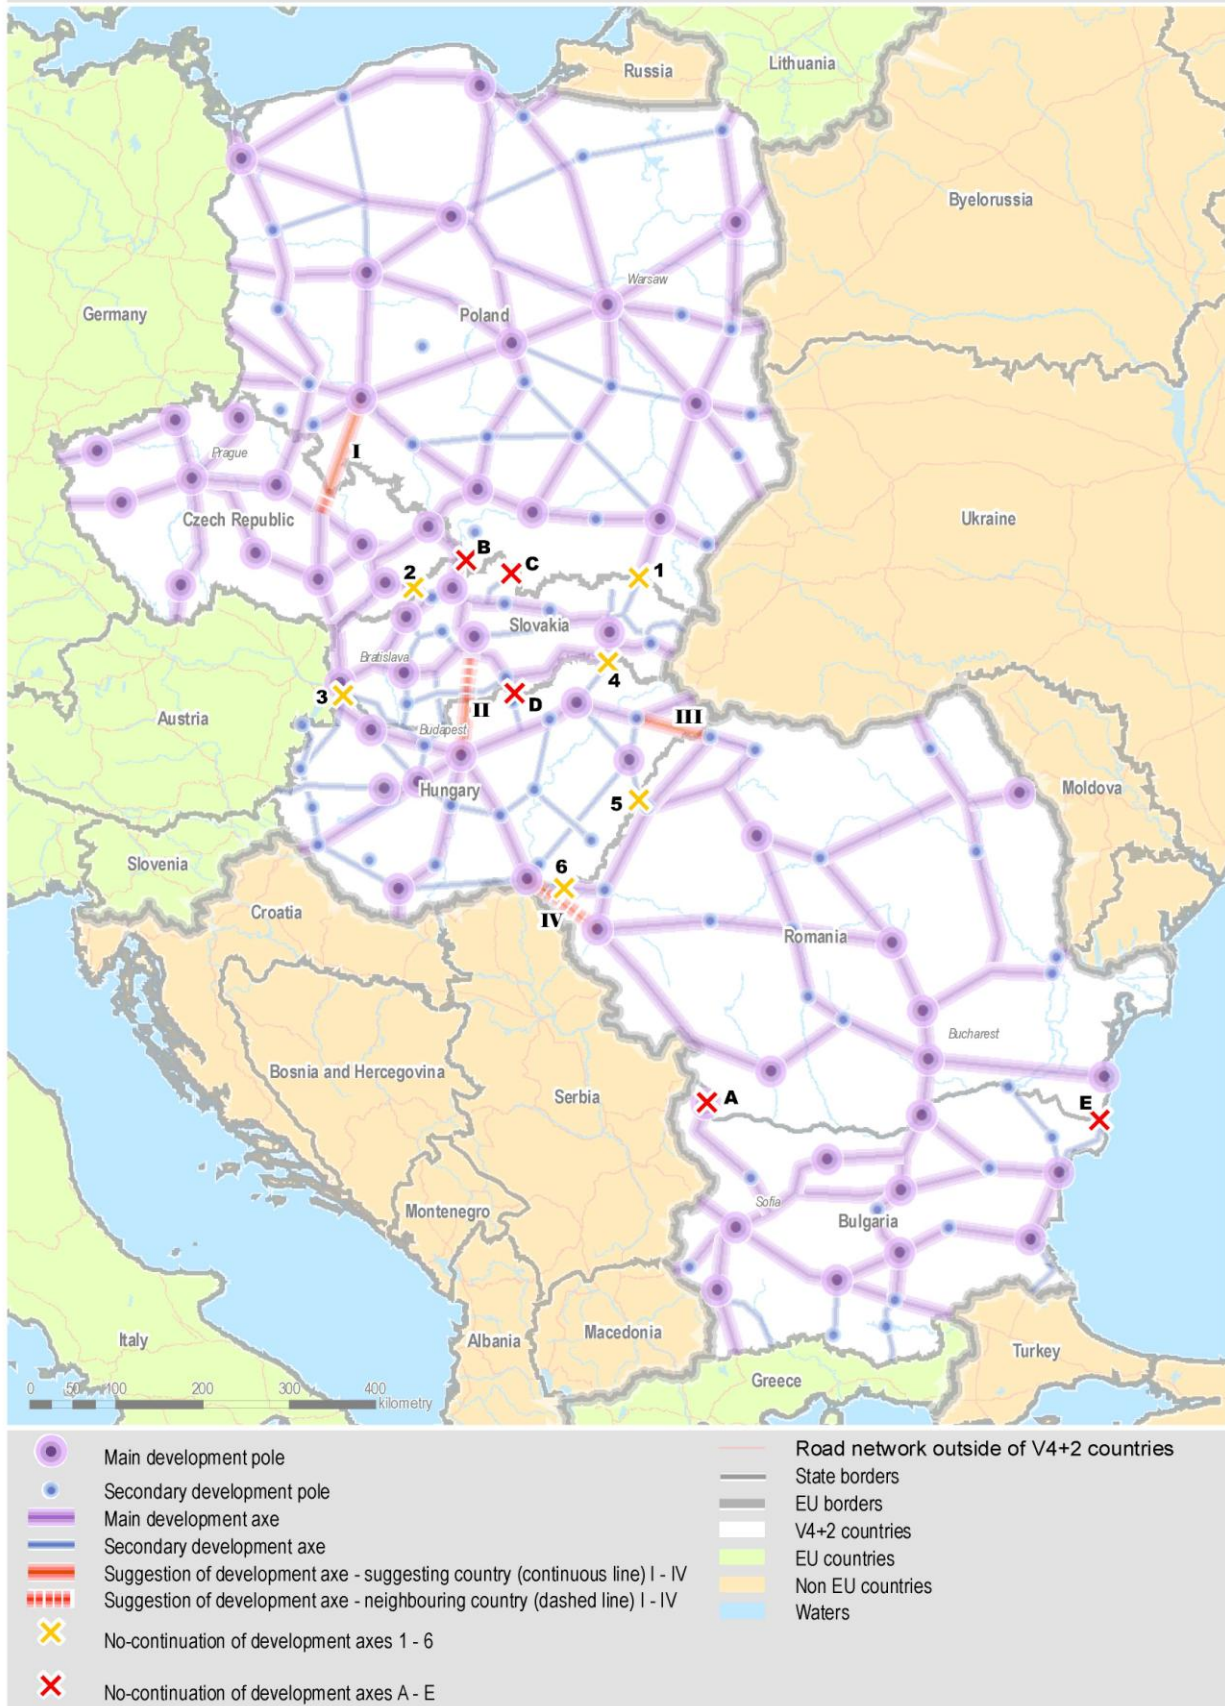 Russia
Lithuania
Byelorussia
Germany
Warsaw
Poland
I
Prague
Czech Republic
Ukraine
B
C
2
1
Slovakia
Bratislava
4
3
D
II
III
Austria
Budapest
Hungary
5
Moldova
Slovenia
6
IV
Croatia
Romania
Bucharest
Bosnia and Hercegovina
Serbia
A
E
Sofia
Montenegro
Bulgaria
Italy
Albania
Macedonia
Turkey
Greece
0 50 100 200 300 400
kilometry
Main development pole
Secondary development pole
Main development axe
Secondary development axe
Suggestion of development axe - suggesting country (continuous line) I - IV
Suggestion of development axe - neighbouring country (dashed line) I - IV
No-continuation of development axes 1 - 6
No-continuation of development axes A - E
Road network outside of V4+2 countries
State borders
EU borders
V4+2 countries
EU countries
Non EU countries
Waters